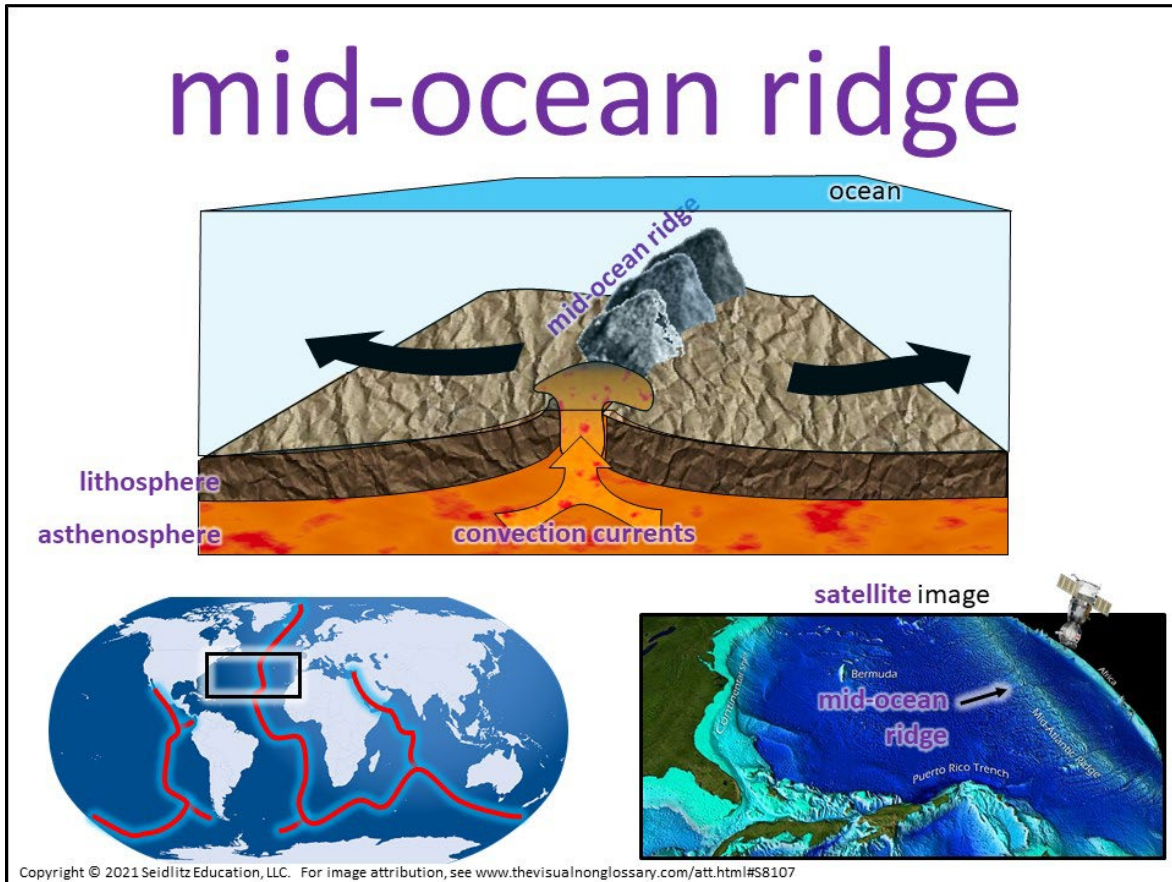 mid-ocean ridge
ocean
mid-ocean ridge
lithosphere
asthenosphere
convection currents
satellite image
Continental
Bermuda
Africa
mid-ocean
ridge
Mid-Atlantic Ridge
Puerto Rico Trench
Copyright © 2021 Seidlitz Education, LLC. For image attribution, see www.thevisualnonglossary.com/att.html#S8107